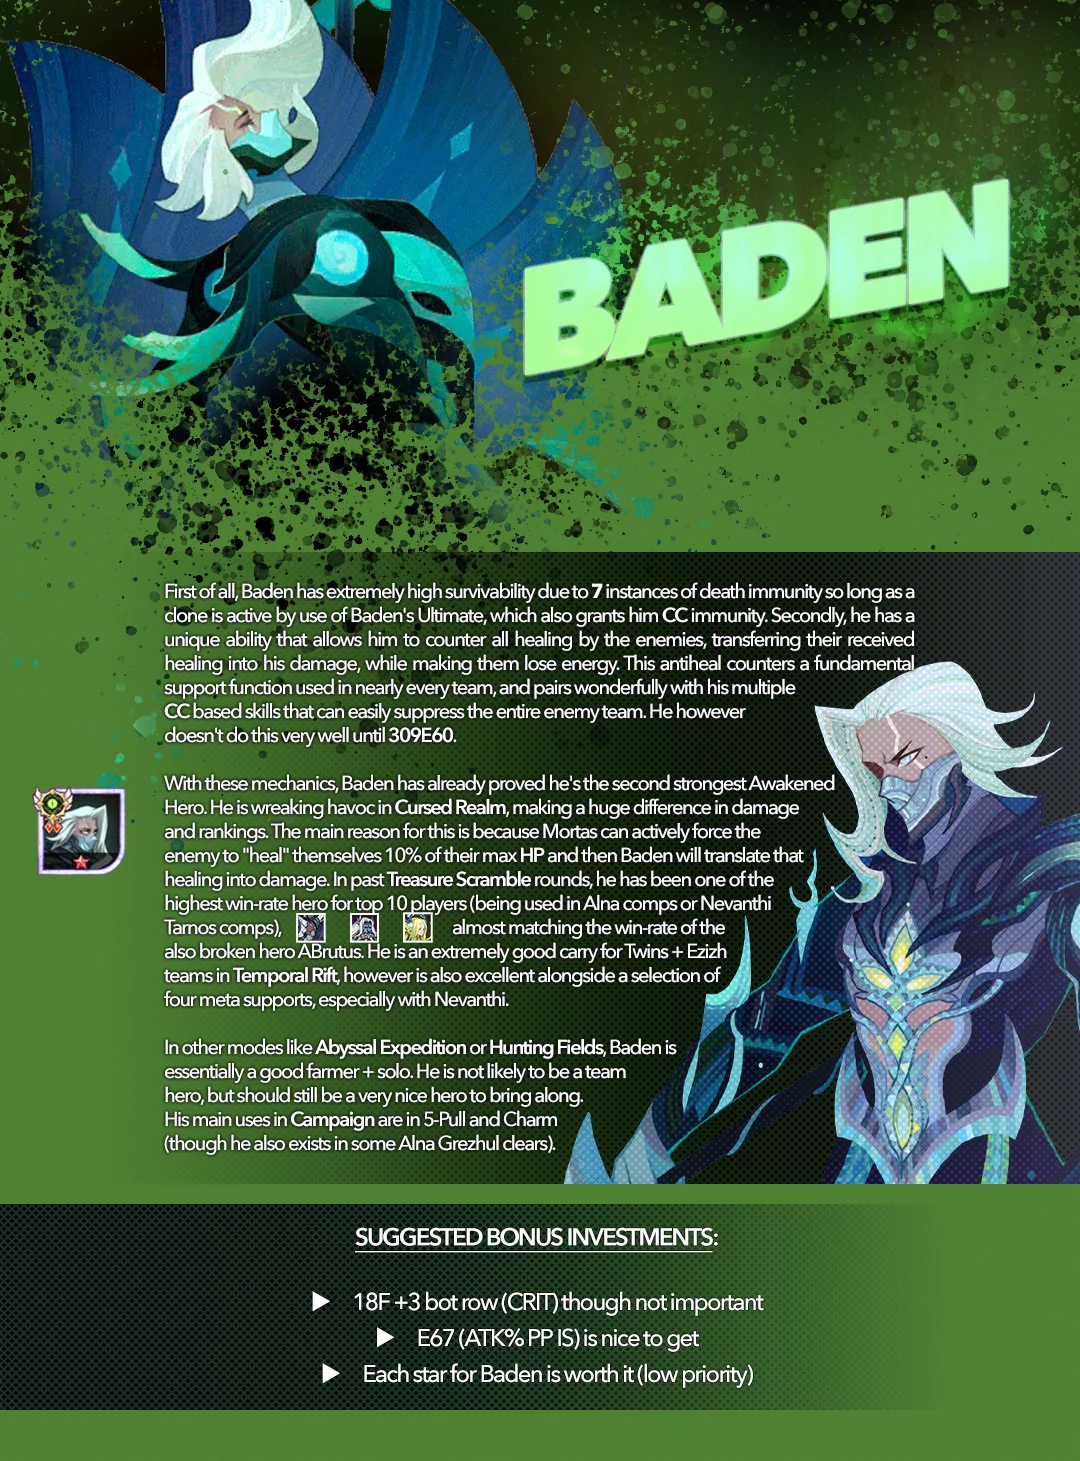 BADEN
First of all, Baden has extremely high survivability due to 7 instances of death immunity so long as a
clone is active by use of Baden's Ultimate, which also grants him CC immunity. Secondly, he has a
unique ability that allows him to counter all healing by the enemies, transferring their received
healing into his damage, while making them lose energy. This antiheal counters a fundamental
support function used in nearly every team, and pairs wonderfully with his multiple
CC based skills that can easily suppress the entire enemy team. He however
doesn't do this very well until 309E60.
With these mechanics, Baden has already proved he's the second strongest Awakened
Hero. He is wreaking havoc in Cursed Realm, making a huge difference in damage
and rankings. The main reason for this is because Mortas can actively force the
enemy to "heal" themselves 10% of their max HP and then Baden will translate that
healing into damage. In past Treasure Scramble rounds, he has been one of the
highest win-rate hero for top 10 players (being used in Alna comps or Nevanthi
Tarnos comps), almost matching the win-rate of the
also broken hero ABrutus. He is an extremely good carry for Twins + Ezizh
teams in Temporal Rift, however is also excellent alongside a selection of
four meta supports, especially with Nevanthi.
In other modes like Abyssal Expedition or Hunting Fields, Baden is
essentially a good farmer + solo. He is not likely to be a team
hero, but should still be a very nice hero to bring along.
His main uses in Campaign are in 5-Pull and Charm
(though he also exists in some Alna Grezhul clears).
SUGGESTED BONUS INVESTMENTS:
▶ 18F +3 bot row (CRIT) though not important
▶ E67 (ATK% PP IS) is nice to get
▶ Each star for Baden is worth it (low priority)